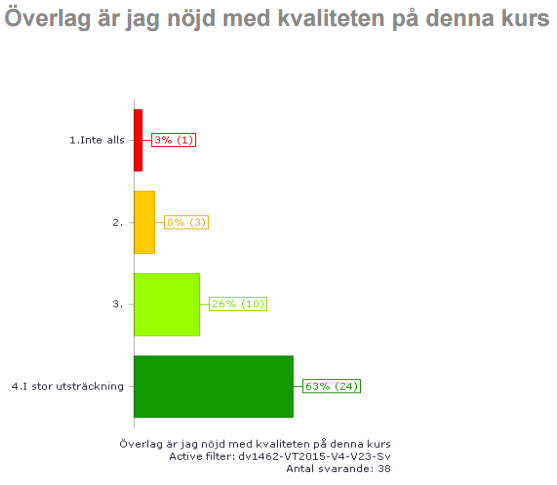 Överlag är jag nöjd med kvaliteten på denna kurs
1.Inte alls
3% (1)
2.
8% (3)
3.
26% (10)
4.I stor utsträckning
63% (24)
Överlag är jag nöjd med kvaliteten på denna kurs
Active filter: dv1462-VT2015-V4-V23-Sv
Antal svarande: 38